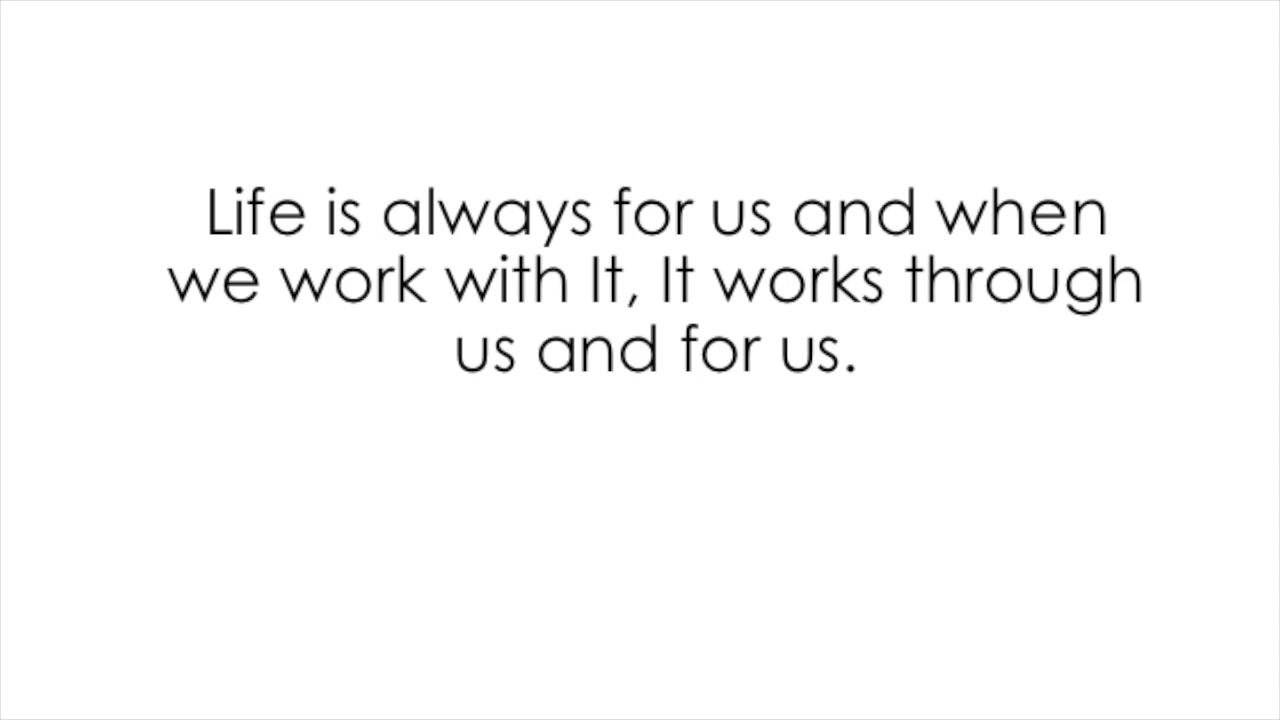 Life is always for us and when
we work with It, It works through
us and for us.